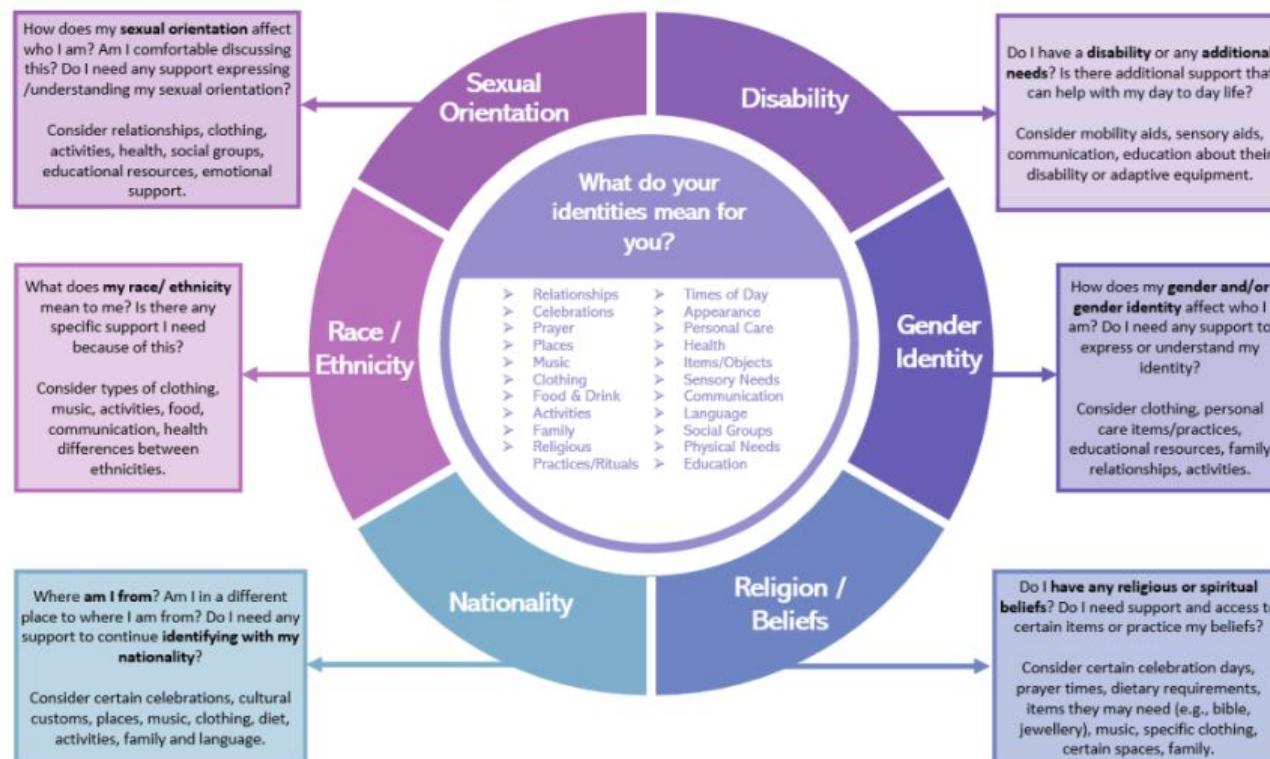 How does my sexual orientation affect
who I am? Am I comfortable discussing
this? Do I need any support expressing
/understanding my sexual orientation?
Consider relationships, clothing,
activities, health, social groups,
educational resources, emotional
support.
Sexual
Orientation
Disability
Do I have a disability or any additional
needs? Is there additional support that
can help with my day to day life?
Consider mobility aids, sensory aids,
communication, education about their
disability or adaptive equipment.
What does my race/ ethnicity
mean to me? Is there any
specific support I need
because of this?
Consider types of clothing,
music, activities, food,
communication, health
differences between
ethnicities.
Race /
Ethnicity
What do your
identities mean for
you?
➤ Relationships
➤ Celebrations
➤ Prayer
➤ Places
➤ Music
➤ Clothing
➤ Food & Drink
➤ Activities
➤ Family
➤ Religious
Practices/Rituals
➤ Times of Day
➤ Appearance
➤ Personal Care
➤ Health
➤ Items/Objects
➤ Sensory Needs
➤ Communication
➤ Language
➤ Social Groups
➤ Physical Needs
➤ Education
Gender
Identity
How does my gender and/or
gender identity affect who I
am? Do I need any support to
express or understand my
identity?
Consider clothing, personal
care items/practices,
educational resources, family,
relationships, activities.
Where am I from? Am I in a different
place to where I am from? Do I need any
support to continue identifying with my
nationality?
Consider certain celebrations, cultural
customs, places, music, clothing, diet,
activities, family and language.
Nationality
Religion /
Beliefs
Do I have any religious or spiritual
beliefs? Do I need support and access to
certain items or practice my beliefs?
Consider certain celebration days,
prayer times, dietary requirements,
items they may need (e.g., bible,
jewellery), music, specific clothing,
certain spaces, family.